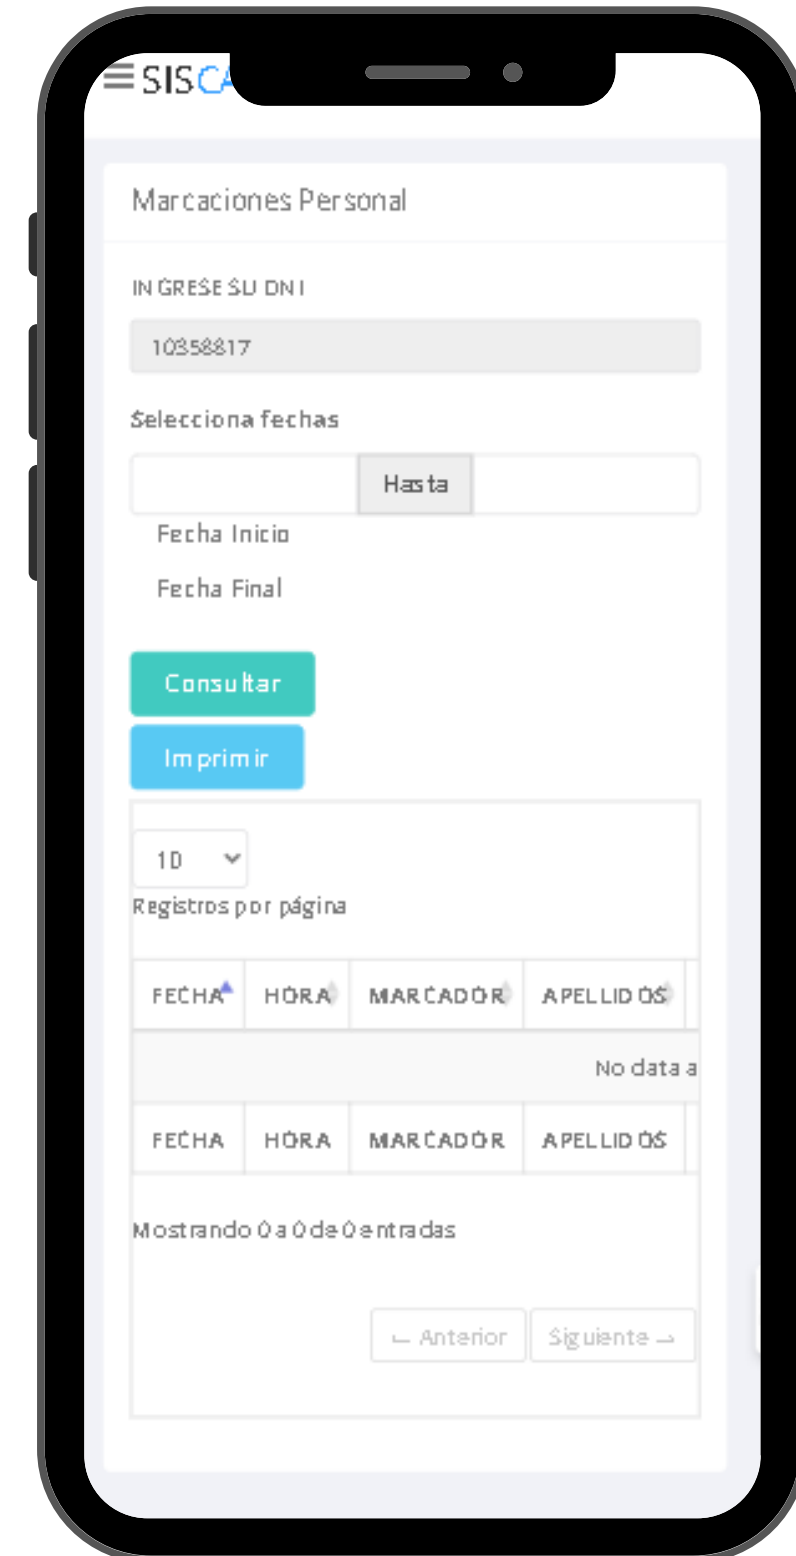 SISCA
Marcaciones Personal
INGRESE SU DNI
10358817
Selecciona fechas
Hasta
Fecha Inicio
Fecha Final
Consultar
Imprimir
10
Registros por página
FECHA HORA MARCADOR APELLIDOS
No data a
FECHA HORA MARCADOR APELLIDOS
Mostrando 0 a 0 de 0 entradas
← Anterior Siguiente →